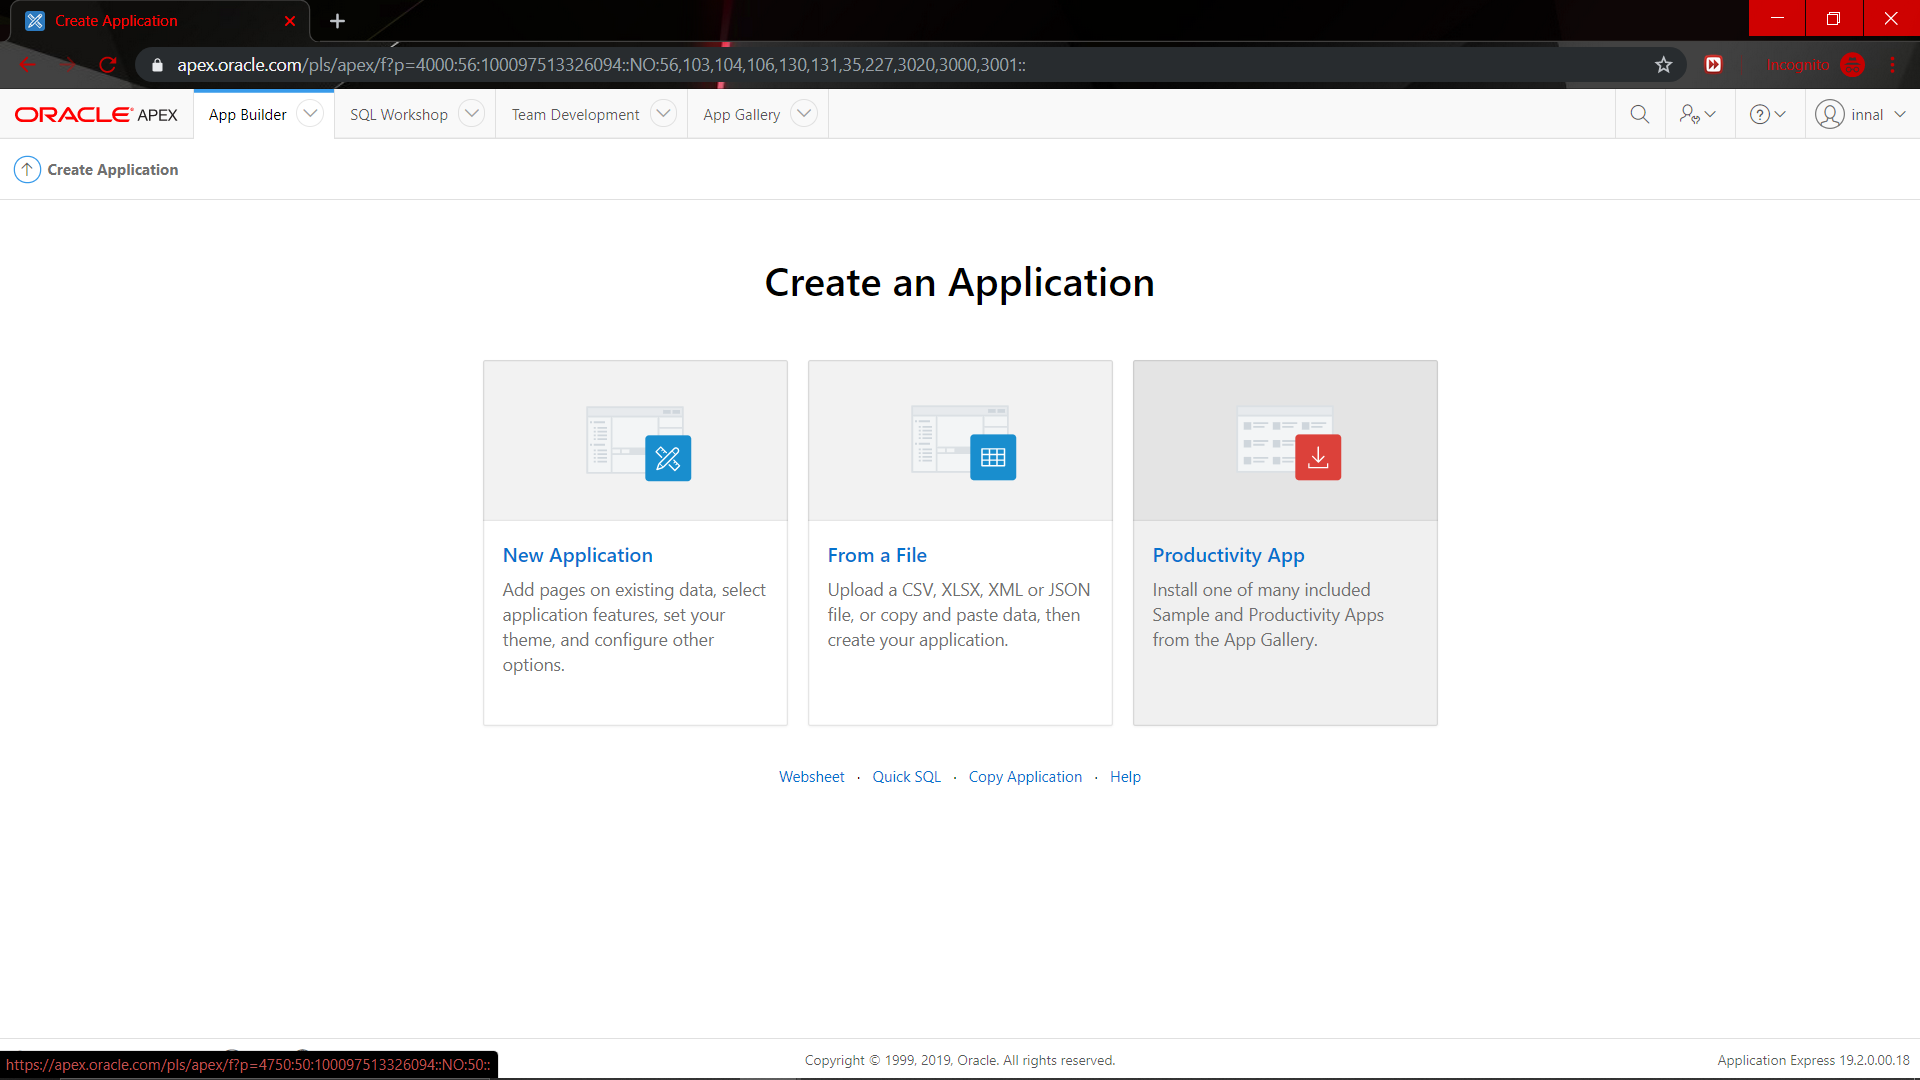 Create Application
apex.oracle.com/pls/apex/f?p=4000:56:100097513326094::NO:56,103,104,106,130,131,35,227,3020,3000,3001::
Incognito
ORACLE APEX
App Builder
SQL Workshop
Team Development
App Gallery
innal
Create Application
Create an Application
New Application
Add pages on existing data, select
application features, set your
theme, and configure other
options.
From a File
Upload a CSV, XLSX, XML or JSON
file, or copy and paste data, then
create your application.
Productivity App
Install one of many included
Sample and Productivity Apps
from the App Gallery.
Websheet · Quick SQL · Copy Application · Help
https://apex.oracle.com/pls/apex/f?p=4750:50:100097513326094::NO:50::
Copyright © 1999, 2019, Oracle. All rights reserved.
Application Express 19.2.0.00.18